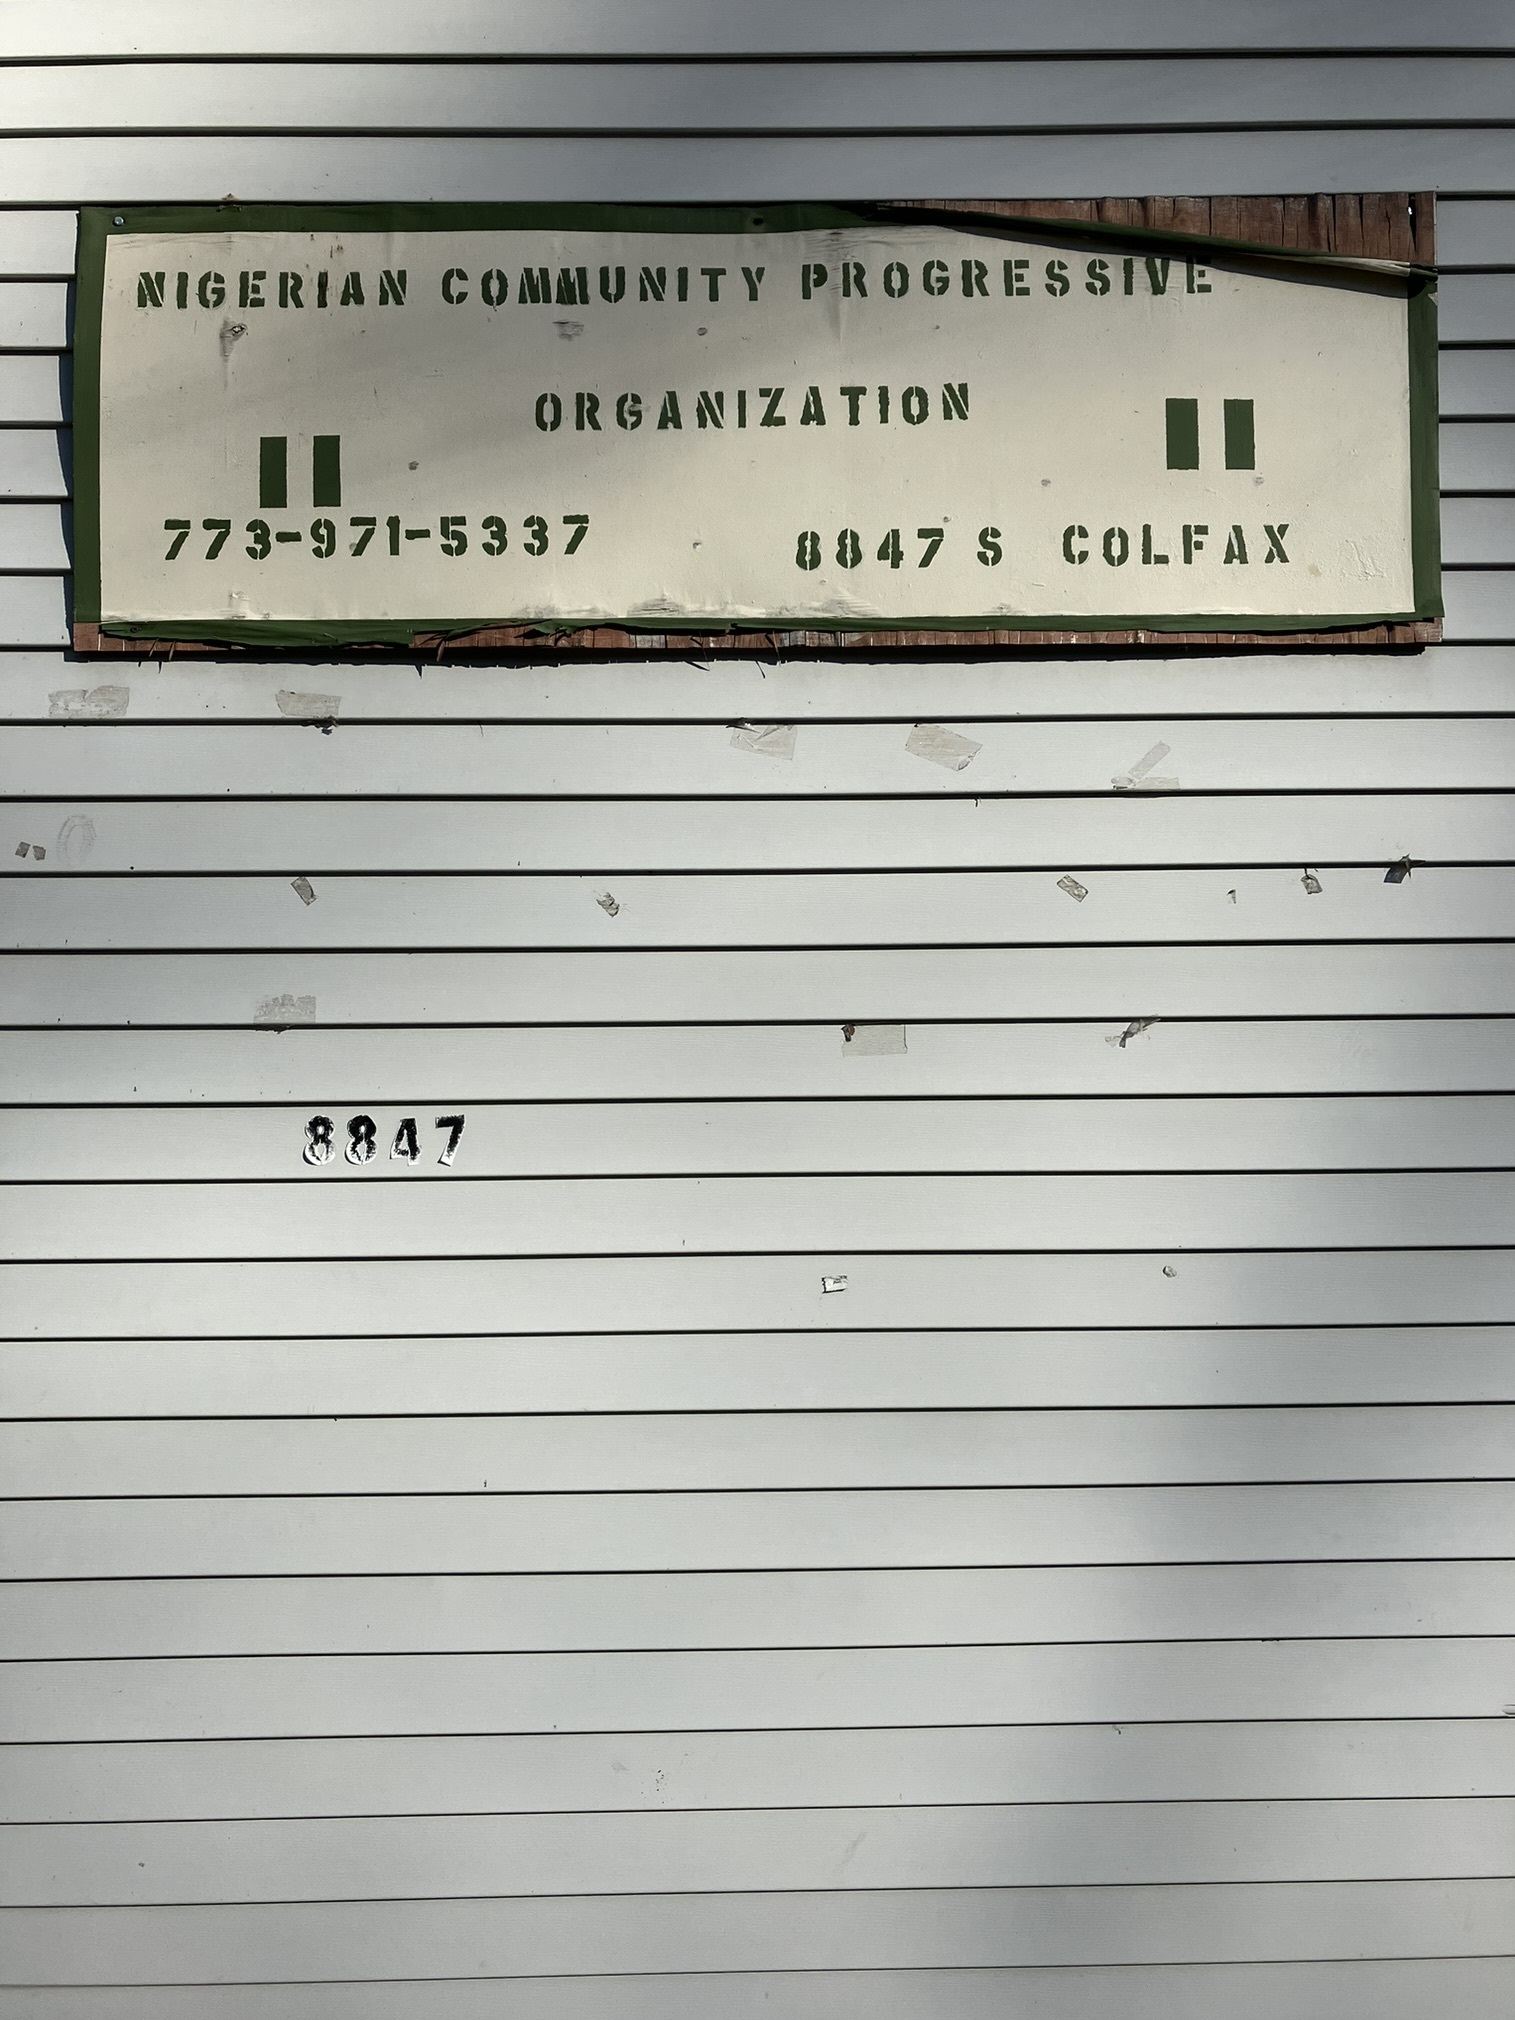 NIGERIAN COMMUNITY PROGRESSIVE
ORGANIZATION
773-971-5337 8847 S COLFAX
8847